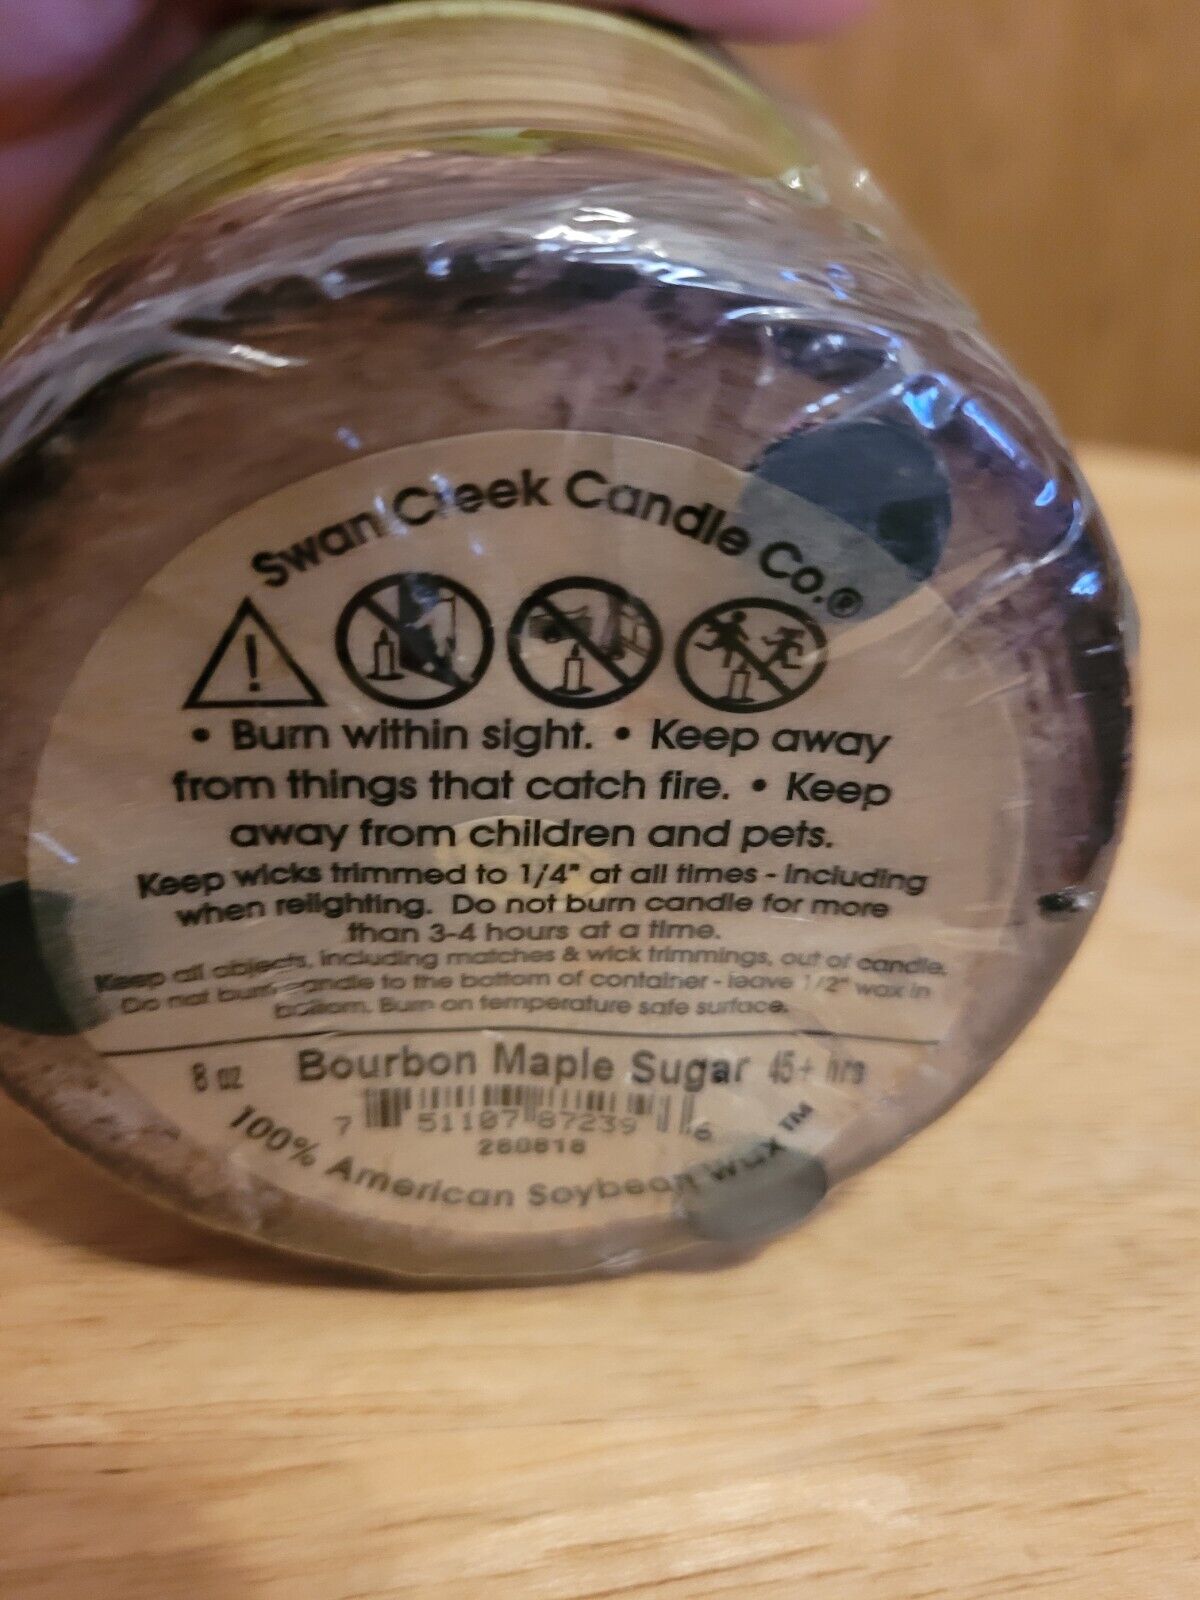 Swan Creek Candle Co.®
• Burn within sight. • Keep away
from things that catch fire. • Keep
away from children and pets.
Keep wicks trimmed to 1/4" at all times - including
when relighting. Do not burn candle for more
than 3-4 hours at a time.
Keep all objects, including matches & wick trimmings, out of candle.
Do not burn candle to the bottom of container - leave 1/2" wax in
bottom. Burn on temperature safe surface.
8 oz Bourbon Maple Sugar 45+ hrs
7 51107 87239 6
260616
100% American Soybean Wax™